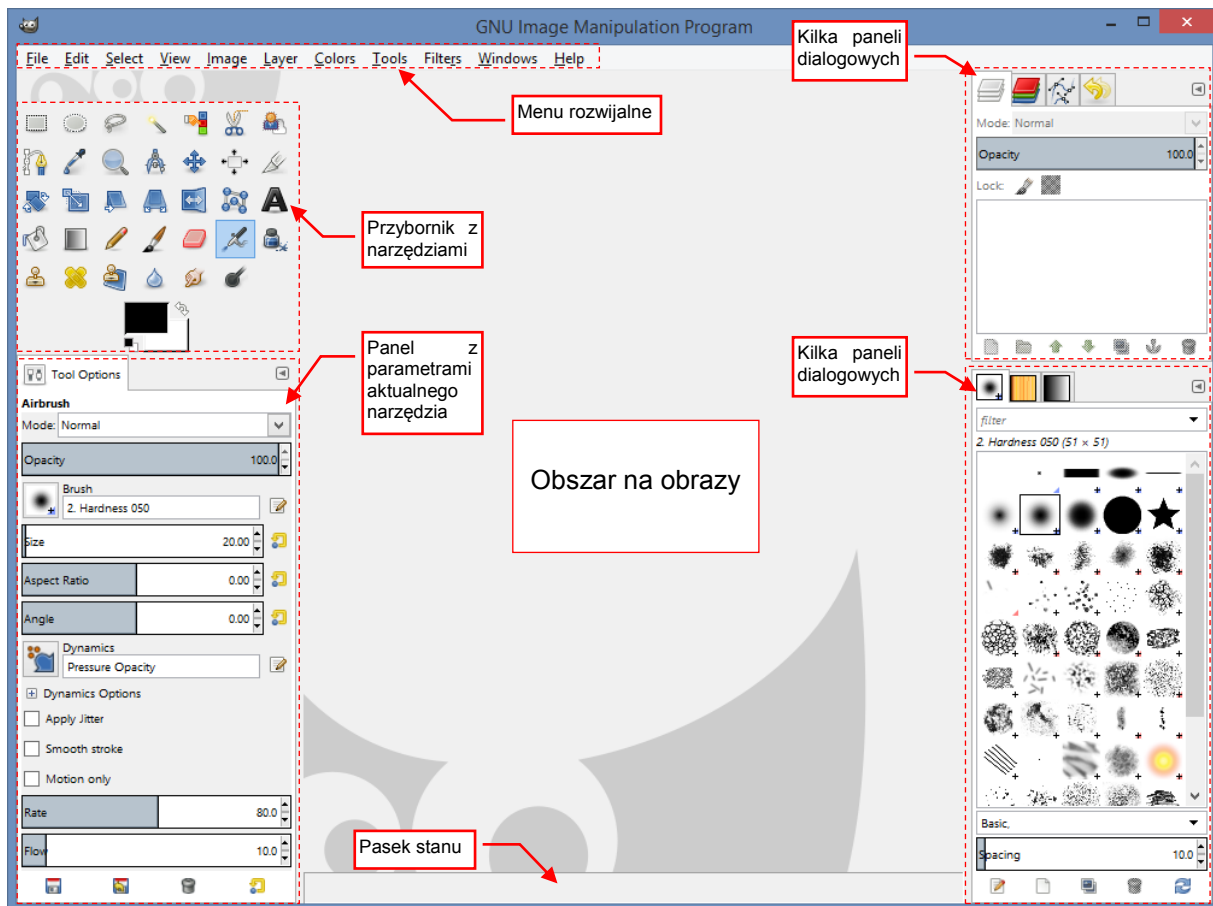 GNU Image Manipulation Program
File Edit Select View Image Layer Colors Tools Filters Windows Help
Kilka paneli
dialogowych
Menu rozwijalne
Mode: Normal
Opacity 100.0
Lock:
Przybornik z
narzędziami
Panel z
parametrami
aktualnego
narzędzia
Kilka paneli
dialogowych
Tool Options
Airbrush
Mode: Normal
Opacity 100.0
Brush
2. Hardness 050
Size 20.00
Aspect Ratio 0.00
Angle 0.00
Dynamics
Pressure Opacity
Dynamics Options
Apply Jitter
Smooth stroke
Motion only
Rate 80.0
Flow 10.0
Obszar na obrazy
Pasek stanu
filter
2. Hardness 050 (51 × 51)
Basic,
Spacing 10.0